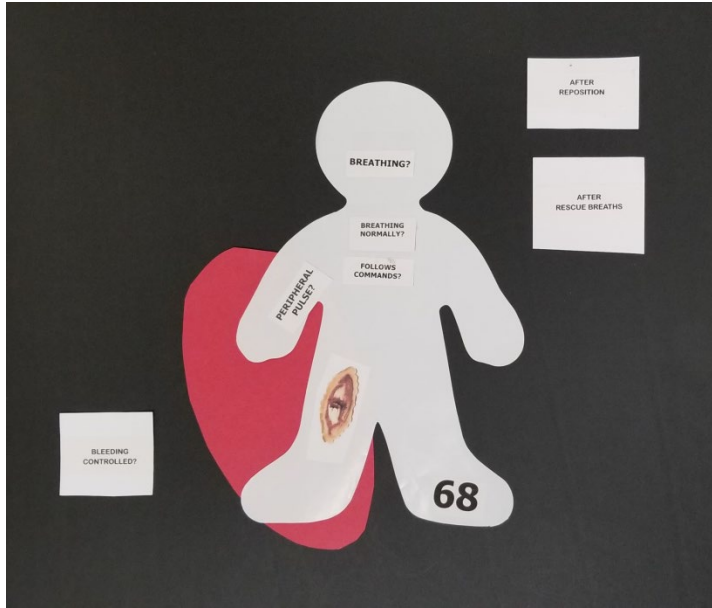 AFTER
REPOSITION
BREATHING?
AFTER
RESCUE BREATHS
BREATHING
NORMALLY?
FOLLOWS
COMMANDS?
PERIPHERAL
PULSE?
BLEEDING
CONTROLLED?
68